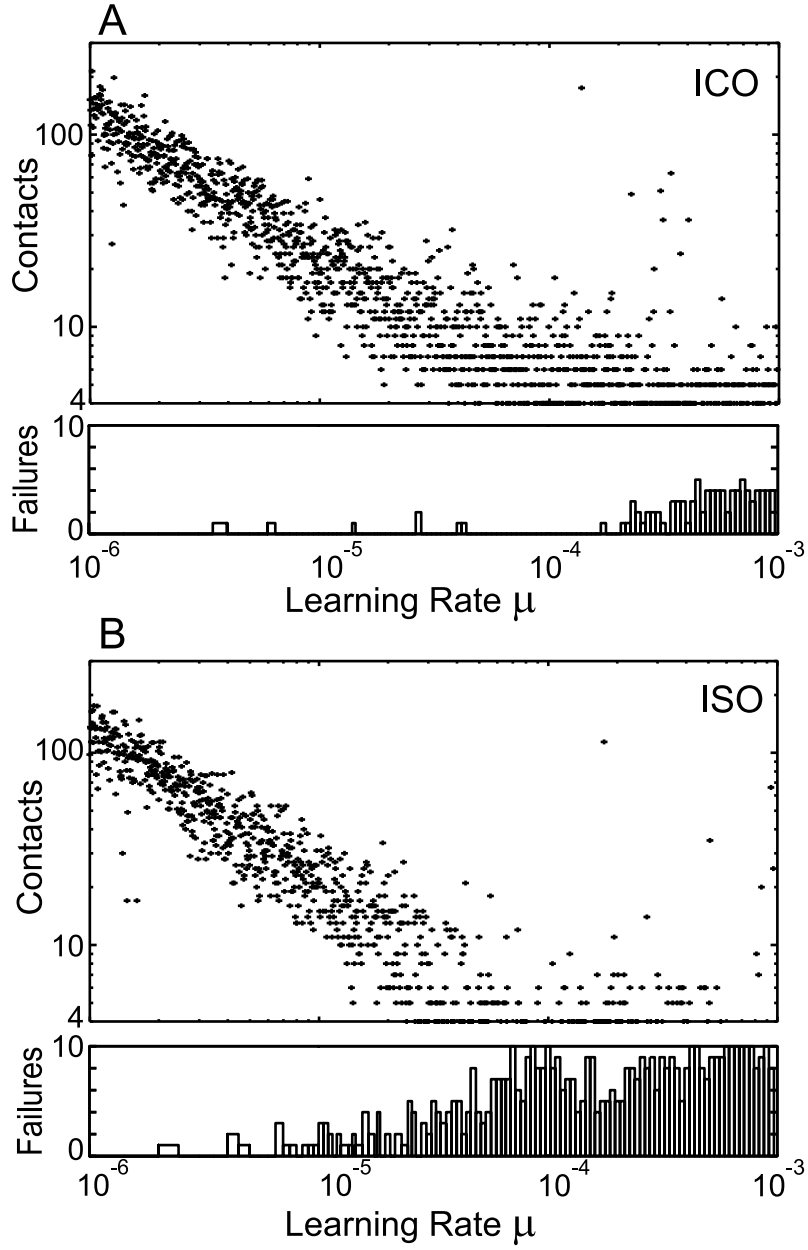 A
ICO
Contacts
100
10
4
Failures
10
0
10⁻⁶ 10⁻⁵ 10⁻⁴ 10⁻³
Learning Rate μ
B
ISO
Contacts
100
10
4
Failures
10
0
10⁻⁶ 10⁻⁵ 10⁻⁴ 10⁻³
Learning Rate μ